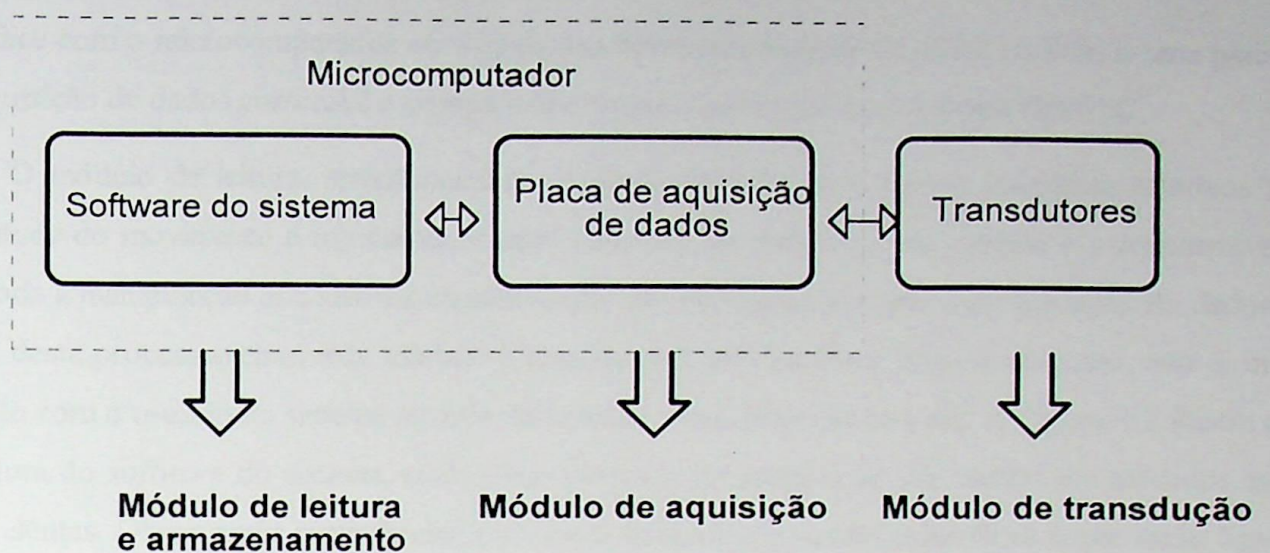 Microcomputador
Software do sistema
Placa de aquisição
de dados
Transdutores
Módulo de leitura
e armazenamento
Módulo de aquisição
Módulo de transdução